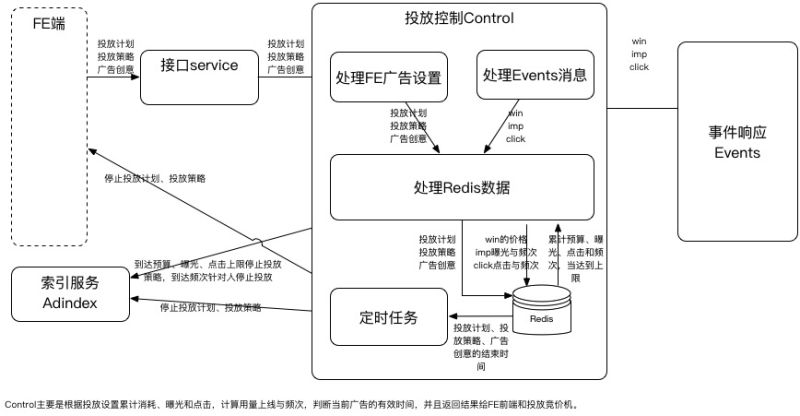 FE端
投放计划
投放策略
广告创意
接口service
投放计划
投放策略
广告创意
投放控制Control
处理FE广告设置
处理Events消息
投放计划
投放策略
广告创意
win
imp
click
处理Redis数据
win
imp
click
事件响应
Events
停止投放计划、投放策略
投放计划
投放策略
广告创意
win的价格
imp曝光与频次
click点击与频次
累计预算、曝
光、点击和频
次，当达到上
限
到达预算、曝光、点击上限停止投放
策略，到达频次针对人停止投放
索引服务
Adindex
停止投放计划、投放策略
定时任务
Redis
投放计划、投
放策略、广告
创意的结束时
间
Control主要是根据投放设置累计消耗、曝光和点击，计算用量上线与频次，判断当前广告的有效时间，并且返回结果给FE前端和投放竞价机。